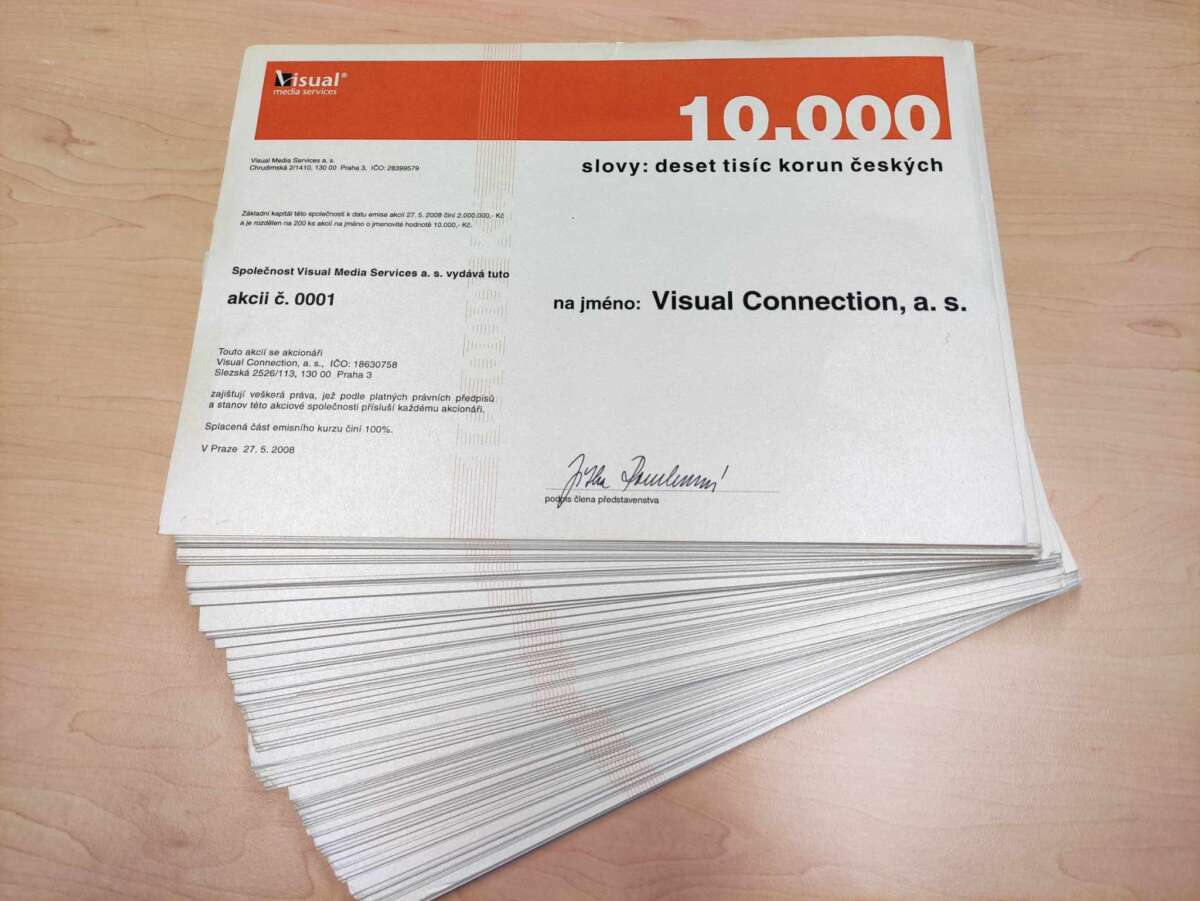 Visual®
media services
10.000
Visual Media Services a. s.
Chrudimská 2/1410, 130 00 Praha 3, IČO: 28399579
slovy: deset tisíc korun českých
Základní kapitál této společnosti k datu emise akcií 27. 5. 2008 činí 2.000.000,- Kč
a je rozdělen na 200 ks akcií na jméno o jmenovité hodnotě 10.000,- Kč.
Společnost Visual Media Services a. s. vydává tuto
akcii č. 0001
na jméno: Visual Connection, a. s.
Touto akcií se akcionáři
Visual Connection, a. s., IČO: 18630758
Slezská 2526/113, 130 00 Praha 3
zajišťují veškerá práva, jež podle platných právních předpisů
a stanov této akciové společnosti přísluší každému akcionáři.
Splacená část emisního kurzu činí 100%.
V Praze 27. 5. 2008
podpis člena představenstva